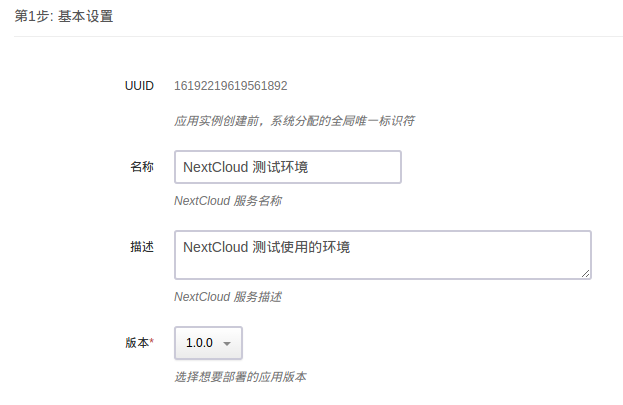 第1步: 基本设置
UUID 16192219619561892
应用实例创建前，系统分配的全局唯一标识符
名称 NextCloud 测试环境
NextCloud 服务名称
描述 NextCloud 测试使用的环境
NextCloud 服务描述
版本* 1.0.0
选择想要部署的应用版本